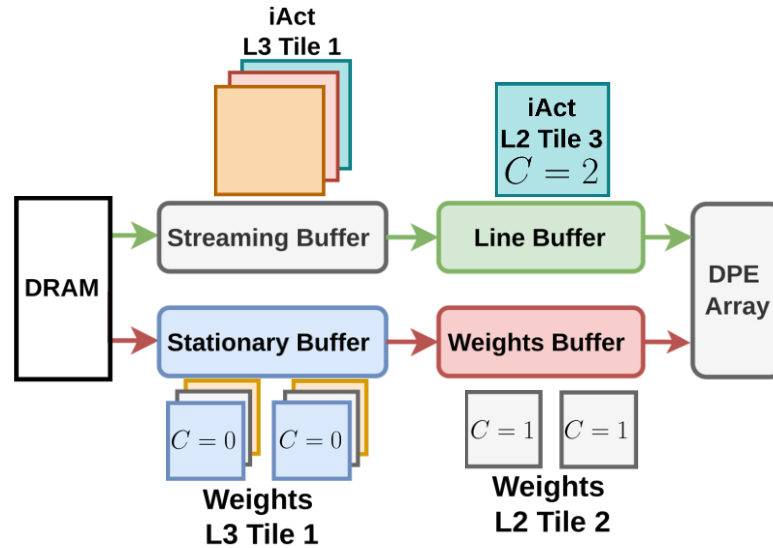 iAct
L3 Tile 1
iAct
L2 Tile 3
C = 2
Streaming Buffer
Line Buffer
DRAM
DPE
Array
Stationary Buffer
Weights Buffer
C = 0
C = 0
C = 1
C = 1
Weights
L3 Tile 1
Weights
L2 Tile 2